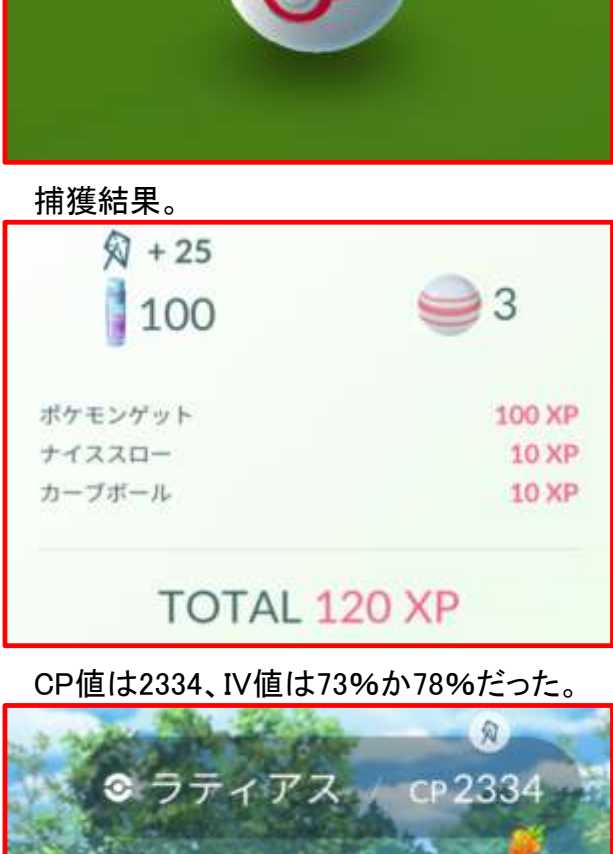 捕獲結果。
+ 25
100
3
ポケモンゲット 100 XP
ナイススロー 10 XP
カーブボール 10 XP
TOTAL 120 XP
CP値は2334、IV値は73%か78%だった。
ラティアス / CP2334